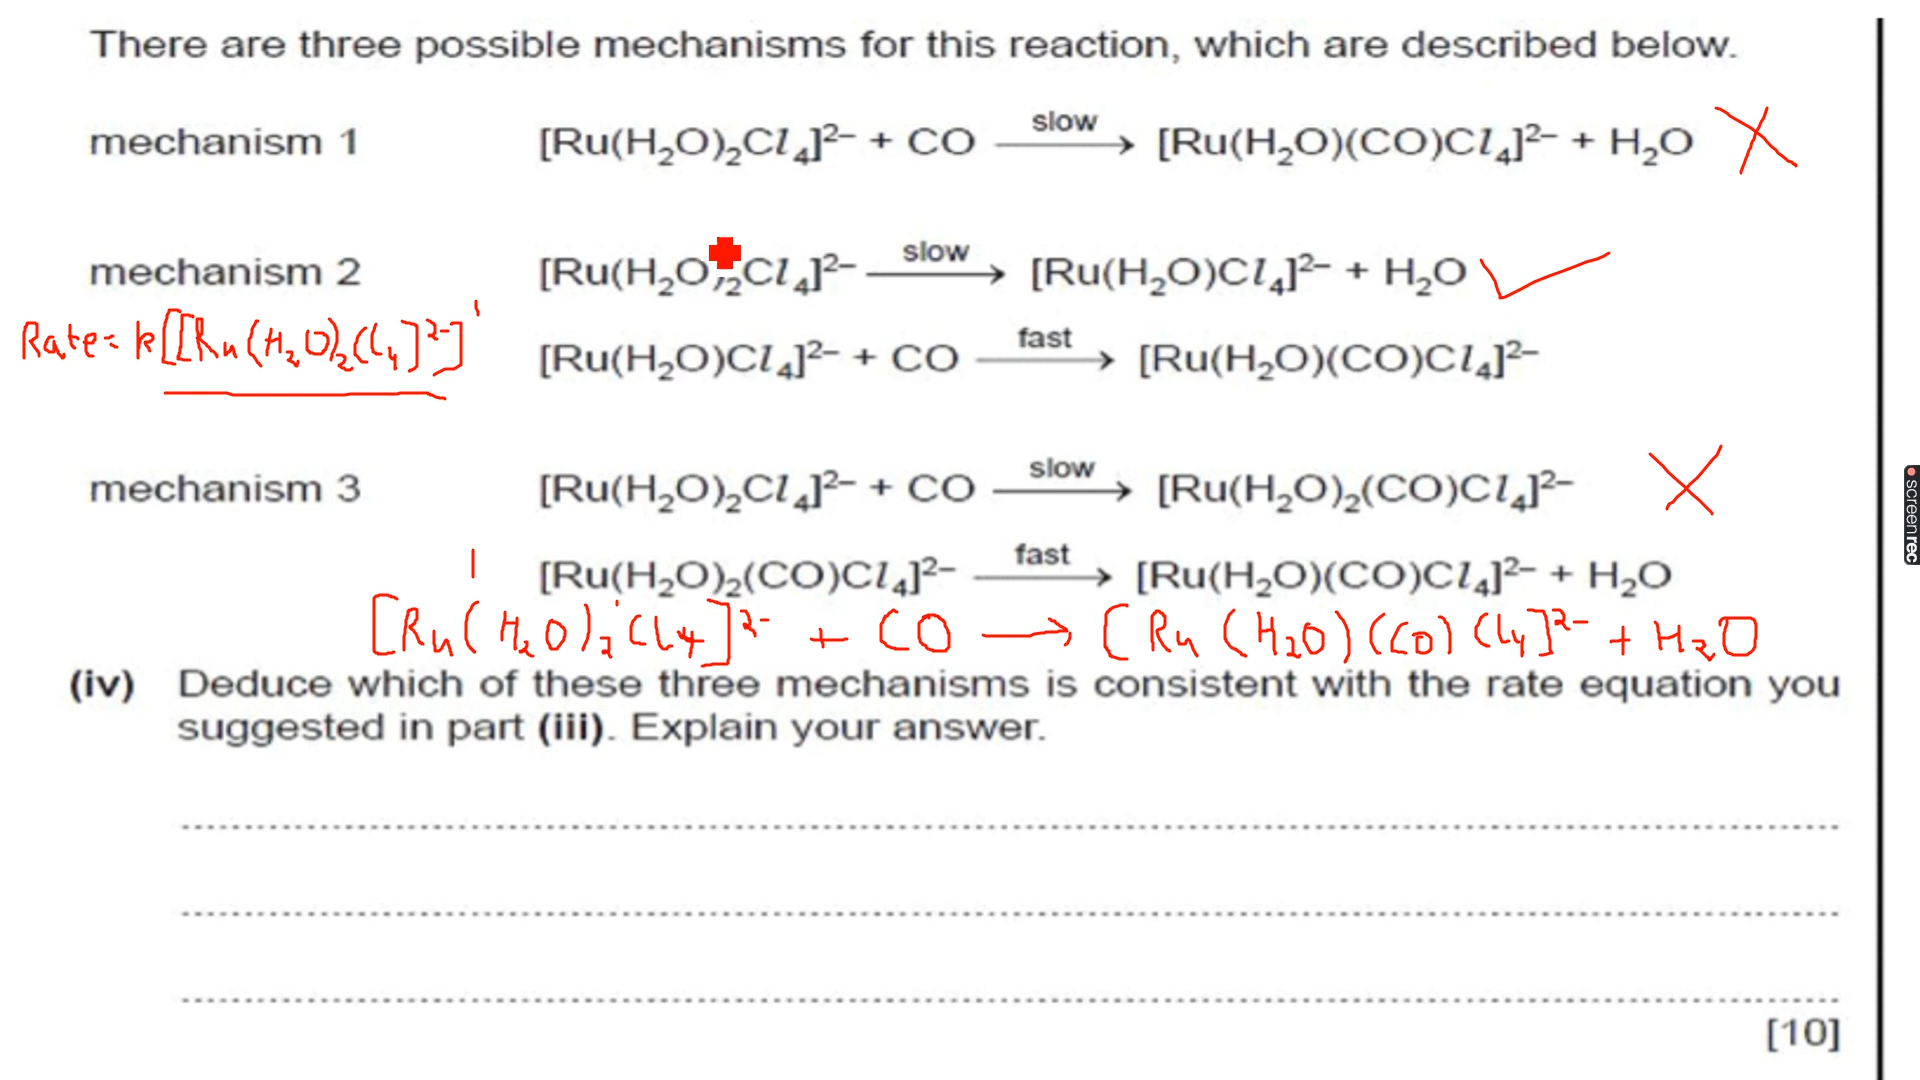 There are three possible mechanisms for this reaction, which are described below.
mechanism 1 [Ru(H₂O)₂Cl₄]²⁻ + CO slow → [Ru(H₂O)(CO)Cl₄]²⁻ + H₂O
mechanism 2 [Ru(H₂O)₂Cl₄]²⁻ slow → [Ru(H₂O)Cl₄]²⁻ + H₂O
Rate = k[[Ru(H₂O)₂Cl₄]²⁻]¹
[Ru(H₂O)Cl₄]²⁻ + CO fast → [Ru(H₂O)(CO)Cl₄]²⁻
mechanism 3 [Ru(H₂O)₂Cl₄]²⁻ + CO slow → [Ru(H₂O)₂(CO)Cl₄]²⁻
[Ru(H₂O)₂(CO)Cl₄]²⁻ fast → [Ru(H₂O)(CO)Cl₄]²⁻ + H₂O
[Ru(H₂O)₂Cl₄]²⁻ + CO → [Ru(H₂O)(CO)Cl₄]²⁻ + H₂O
(iv) Deduce which of these three mechanisms is consistent with the rate equation you
suggested in part (iii). Explain your answer.
[10]
screenrec